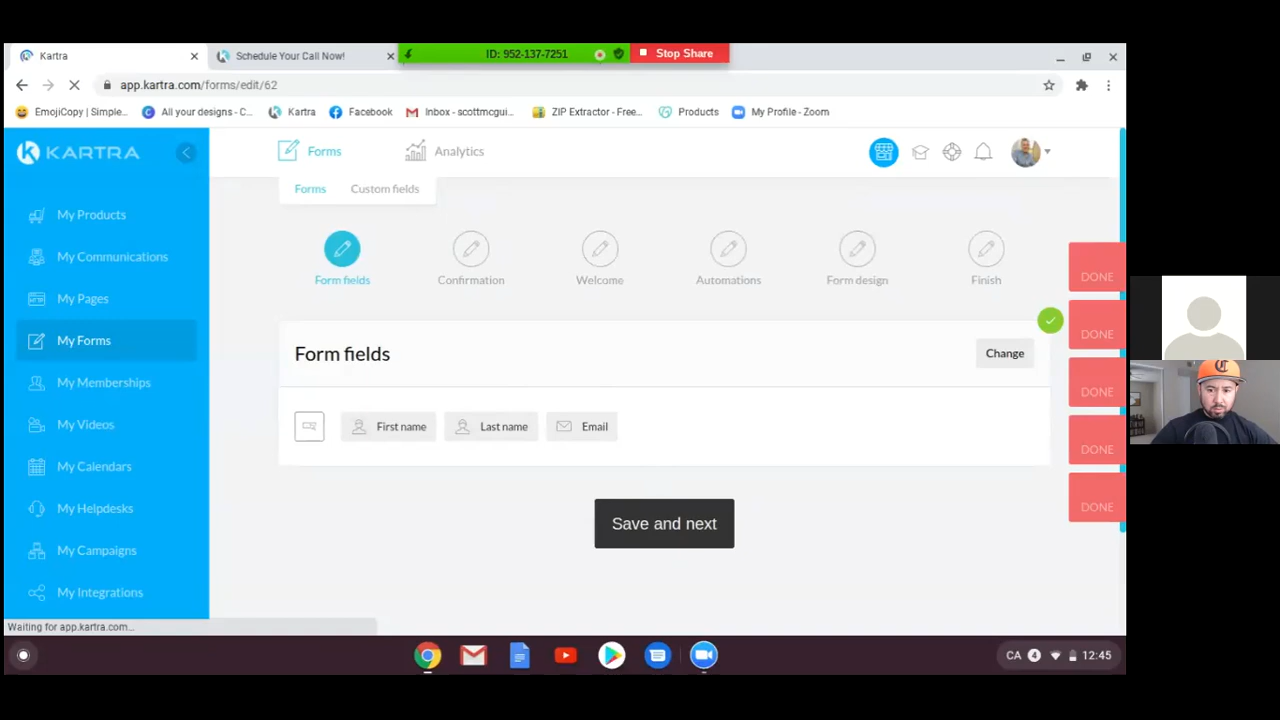 Kartra
Schedule Your Call Now!
ID: 952-137-7251
Stop Share
app.kartra.com/forms/edit/62
EmojiCopy | Simple...
All your designs - C...
Kartra
Facebook
Inbox - scottmcgui...
ZIP Extractor - Free...
Products
My Profile - Zoom
KARTRA
Forms
Analytics
Forms
Custom fields
My Products
My Communications
My Pages
My Forms
My Memberships
My Videos
My Calendars
My Helpdesks
My Campaigns
My Integrations
Form fields
Confirmation
Welcome
Automations
Form design
Finish
DONE
DONE
DONE
DONE
DONE
Form fields
Change
First name
Last name
Email
Save and next
Waiting for app.kartra.com...
CA
4
12:45